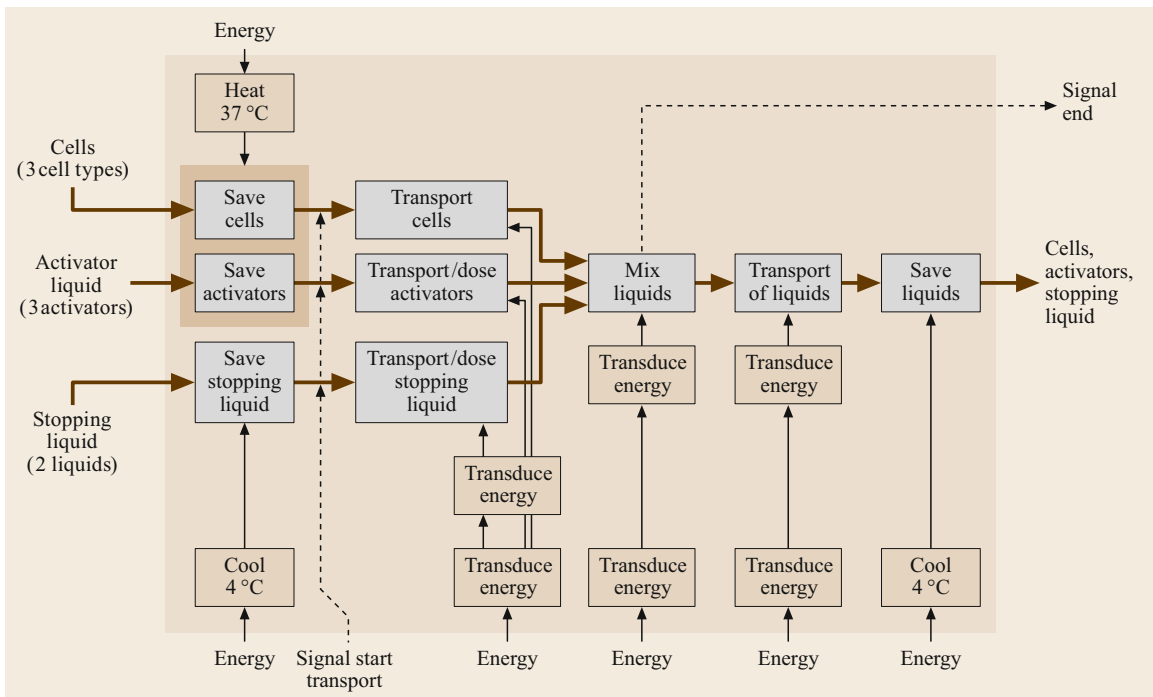 Energy
Heat
37 °C
Signal
end
Cells
(3 cell types)
Save
cells
Transport
cells
Activator
liquid
(3 activators)
Save
activators
Transport/dose
activators
Mix
liquids
Transport
of liquids
Save
liquids
Cells,
activators,
stopping
liquid
Save
stopping
liquid
Transport/dose
stopping
liquid
Transduce
energy
Transduce
energy
Stopping
liquid
(2 liquids)
Transduce
energy
Cool
4 °C
Transduce
energy
Transduce
energy
Transduce
energy
Cool
4 °C
Energy
Signal start
transport
Energy
Energy
Energy
Energy